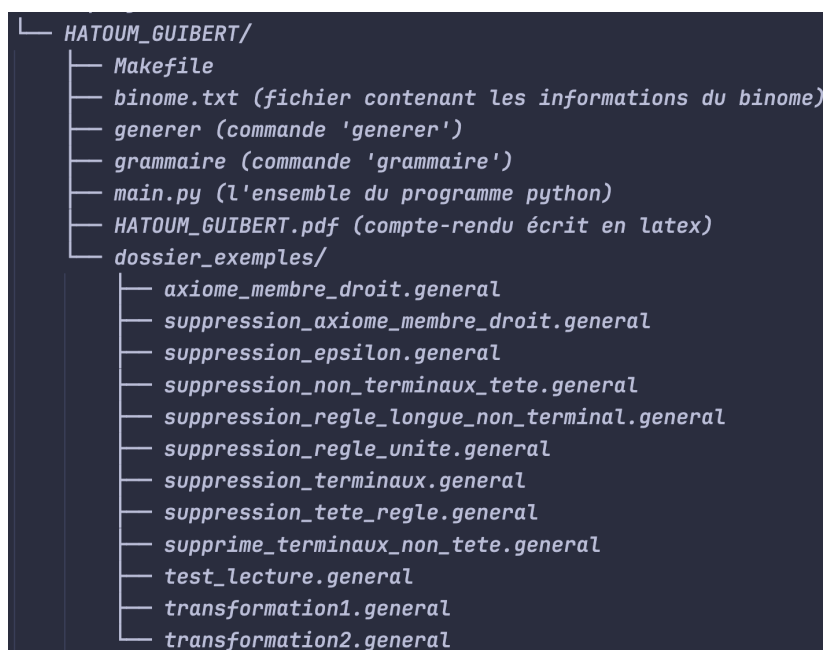 └── HATOUM_GUIBERT/
├── Makefile
├── binome.txt (fichier contenant les informations du binome)
├── generer (commande 'generer')
├── grammaire (commande 'grammaire')
├── main.py (l'ensemble du programme python)
├── HATOUM_GUIBERT.pdf (compte-rendu écrit en latex)
└── dossier_exemples/
├── axiome_membre_droit.general
├── suppression_axiome_membre_droit.general
├── suppression_epsilon.general
├── suppression_non_terminaux_tete.general
├── suppression_regle_longue_non_terminal.general
├── suppression_regle_unite.general
├── suppression_terminaux.general
├── suppression_tete_regle.general
├── supprime_terminaux_non_tete.general
├── test_lecture.general
├── transformation1.general
└── transformation2.general